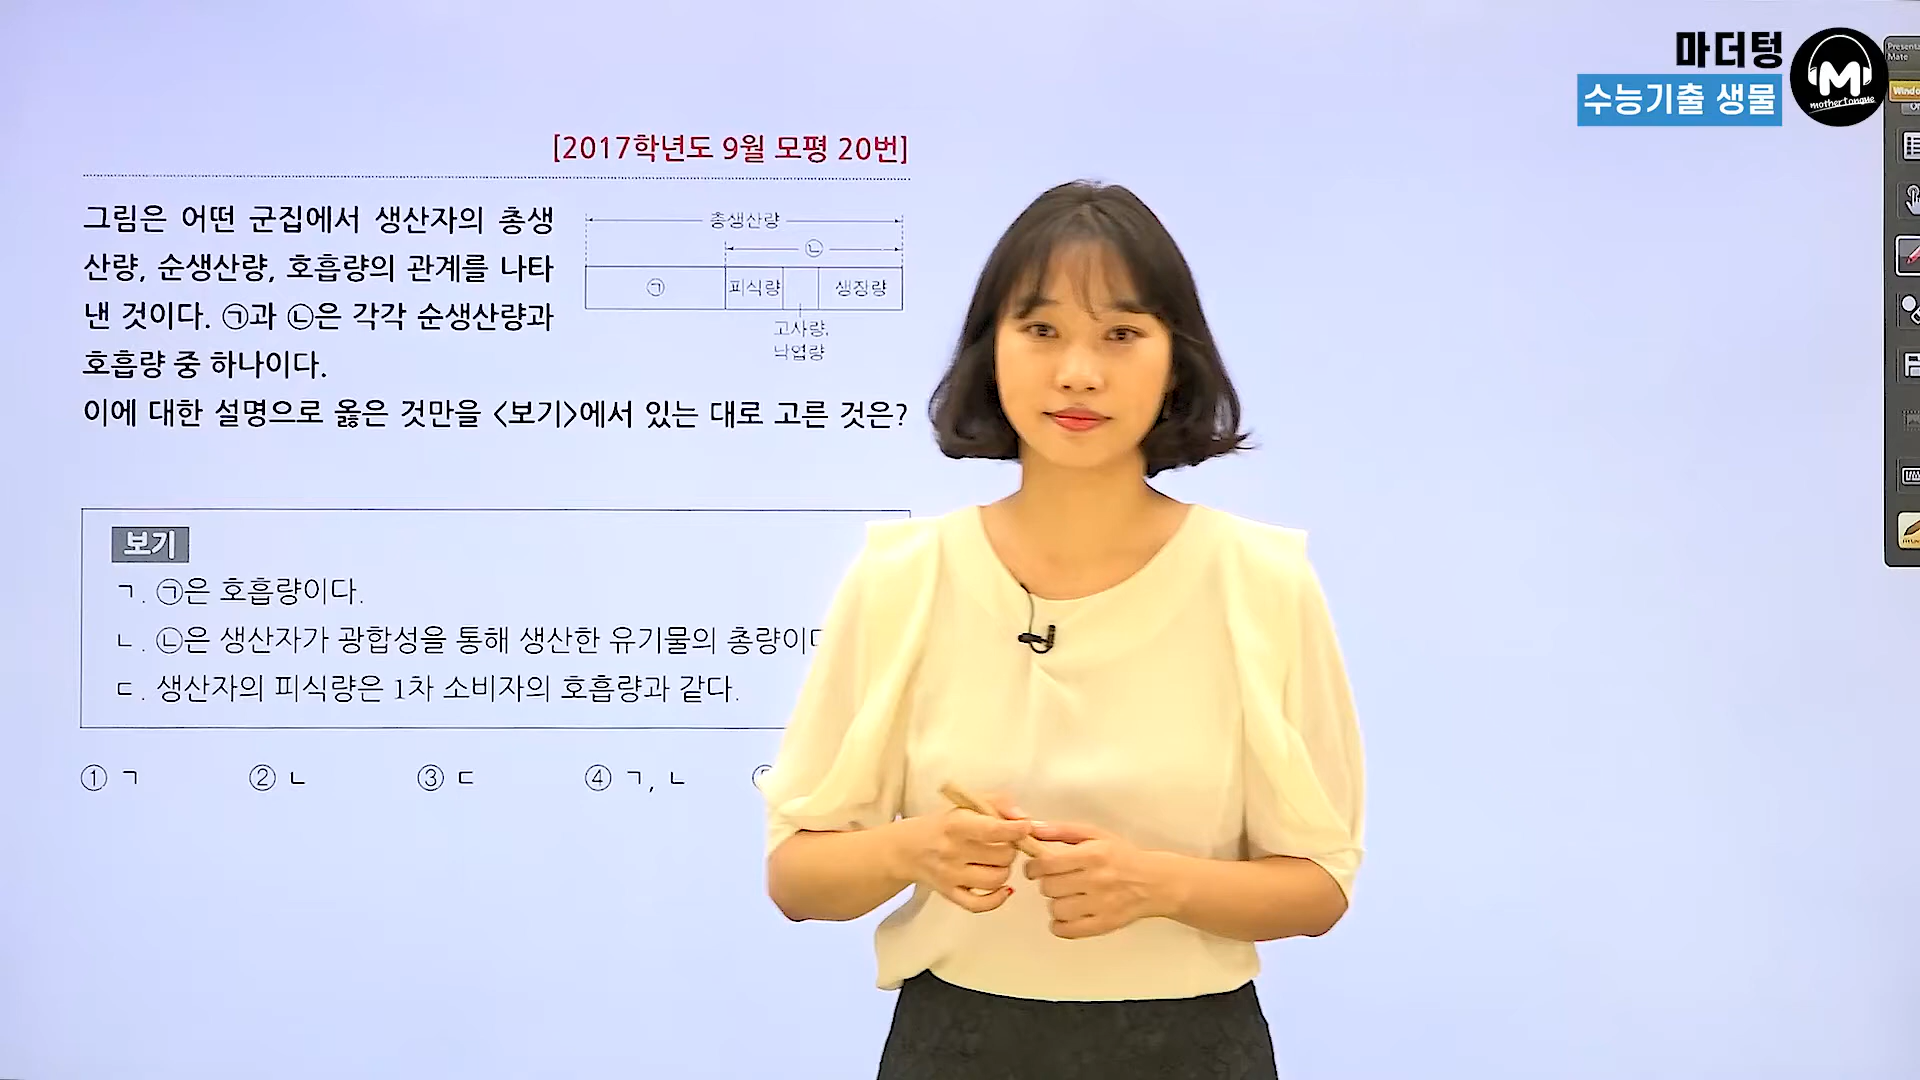 마더텅
수능기출 생물
M
mothertongue
[2017학년도 9월 모평 20번]
그림은 어떤 군집에서 생산자의 총생
산량, 순생산량, 호흡량의 관계를 나타
낸 것이다. ㉠과 ㉡은 각각 순생산량과
호흡량 중 하나이다.
이에 대한 설명으로 옳은 것만을 <보기>에서 있는 대로 고른 것은?
총생산량
㉡
㉠ 피식량 생장량
고사량,
낙엽량
보기
ㄱ. ㉠은 호흡량이다.
ㄴ. ㉡은 생산자가 광합성을 통해 생산한 유기물의 총량이
ㄷ. 생산자의 피식량은 1차 소비자의 호흡량과 같다.
① ㄱ ② ㄴ ③ ㄷ ④ ㄱ, ㄴ
Mate